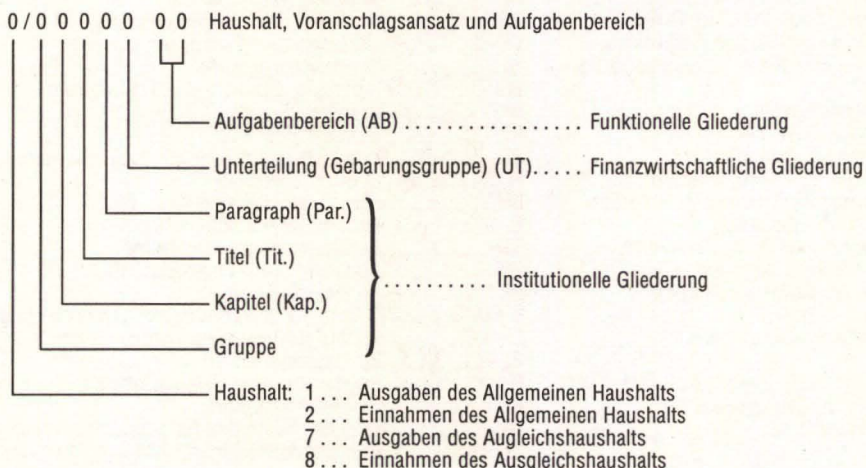 0/0 0 0 0 0 0 0 Haushalt, Voranschlagsansatz und Aufgabenbereich
Aufgabenbereich (AB) . . . . . . . . . . . . . . . . . Funktionelle Gliederung
Unterteilung (Gebarungsgruppe) (UT). . . . . Finanzwirtschaftliche Gliederung
Paragraph (Par.)
Titel (Tit.)
. . . . . . . . . . Institutionelle Gliederung
Kapitel (Kap.)
Gruppe
Haushalt: 1 . . . Ausgaben des Allgemeinen Haushalts
2 . . . Einnahmen des Allgemeinen Haushalts
7 . . . Ausgaben des Augleichshaushalts
8 . . . Einnahmen des Ausgleichshaushalts